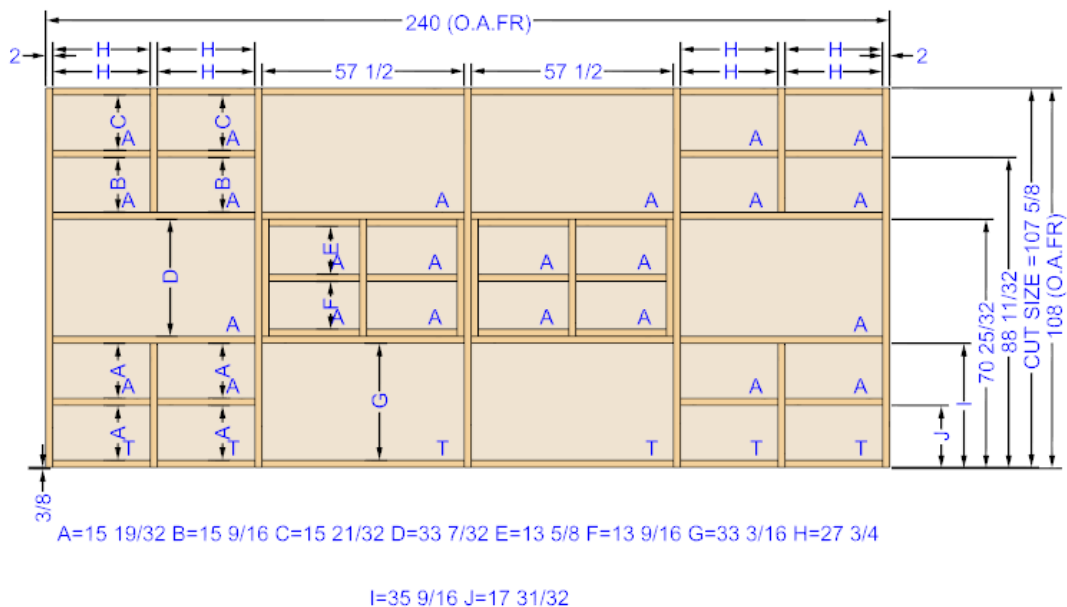 240 (O.A.FR)
H H H H
2 2
H H 57 1/2 57 1/2 H H
C C
A A A A
B B
A A A A A A
E
A A A A
D
F
A A A A
A A
A A
A A A A
G
A A
T T T T T T
J
I
70 25/32
88 11/32
CUT SIZE =107 5/8
108 (O.A.FR)
3/8
A=15 19/32 B=15 9/16 C=15 21/32 D=33 7/32 E=13 5/8 F=13 9/16 G=33 3/16 H=27 3/4
I=35 9/16 J=17 31/32